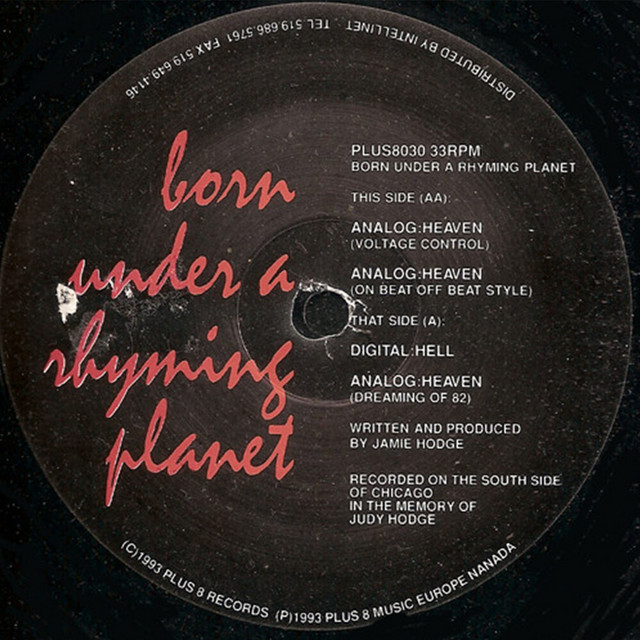 DISTRIBUTED BY INTELLINET TEL 519.686.5761 FAX 519.649.4146
born
under a
rhyming
planet
PLUS8030 33RPM
BORN UNDER A RHYMING PLANET
THIS SIDE (AA):
ANALOG:HEAVEN
(VOLTAGE CONTROL)
ANALOG:HEAVEN
(ON BEAT OFF BEAT STYLE)
THAT SIDE (A):
DIGITAL:HELL
ANALOG:HEAVEN
(DREAMING OF 82)
WRITTEN AND PRODUCED
BY JAMIE HODGE
RECORDED ON THE SOUTH SIDE
OF CHICAGO
IN THE MEMORY OF
JUDY HODGE
(C)1993 PLUS 8 RECORDS (P)1993 PLUS 8 MUSIC EUROPE NANADA